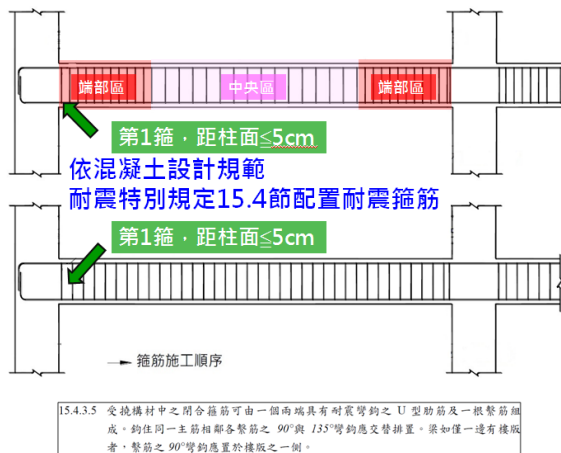 端部區
中央區
端部區
第1箍，距柱面≦5cm
依混凝土設計規範
耐震特別規定15.4節配置耐震箍筋
第1箍，距柱面≦5cm
箍筋施工順序
15.4.3.5 受撓構材中之閉合箍筋可由一個兩端具有耐震彎鉤之 U 型肋筋及一根繫筋組
成。鉤住同一主筋相鄰各繫筋之 90°與 135°彎鉤應交替排置。梁如僅一邊有樓版
者，繫筋之 90°彎鉤應置於樓版之一側。